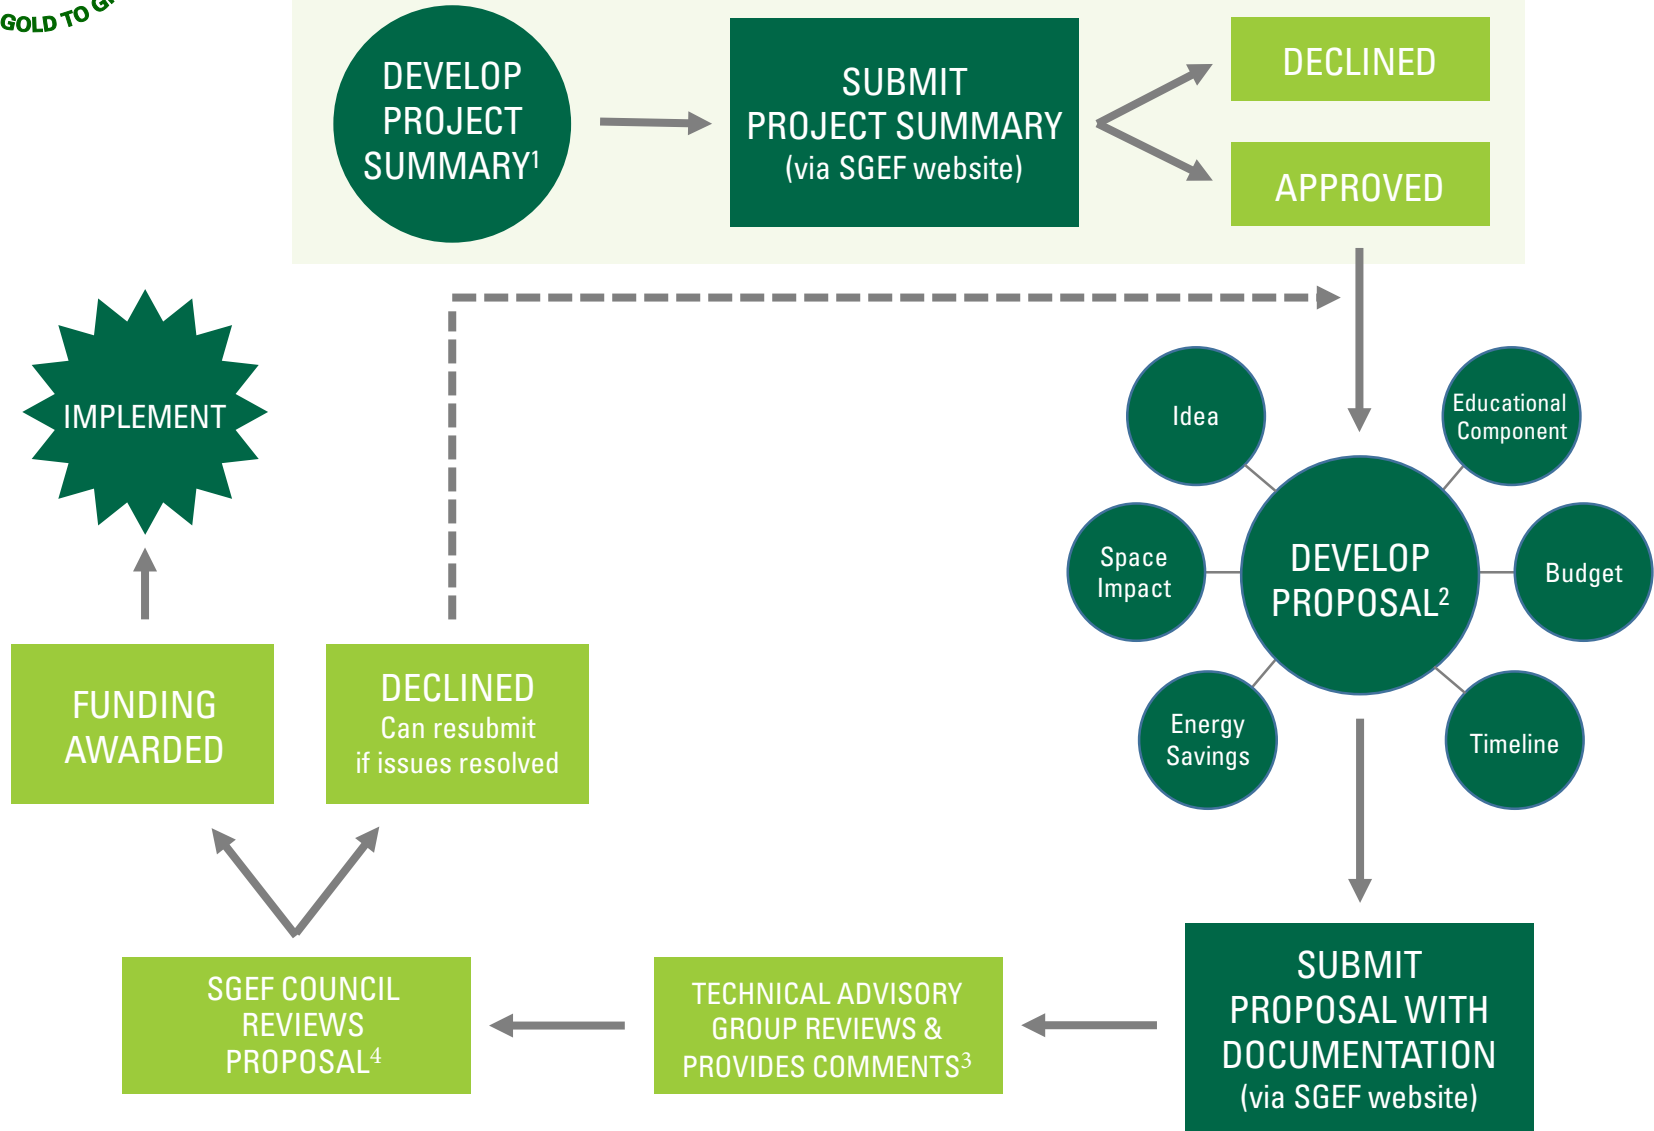 GOLD TO
DEVELOP
PROJECT
SUMMARY¹
SUBMIT
PROJECT SUMMARY
(via SGEF website)
DECLINED
APPROVED
IMPLEMENT
Idea
Educational
Component
Space
Impact
DEVELOP
PROPOSAL²
Budget
Energy
Savings
Timeline
FUNDING
AWARDED
DECLINED
Can resubmit
if issues resolved
SGEF COUNCIL
REVIEWS
PROPOSAL⁴
TECHNICAL ADVISORY
GROUP REVIEWS &
PROVIDES COMMENTS³
SUBMIT
PROPOSAL WITH
DOCUMENTATION
(via SGEF website)